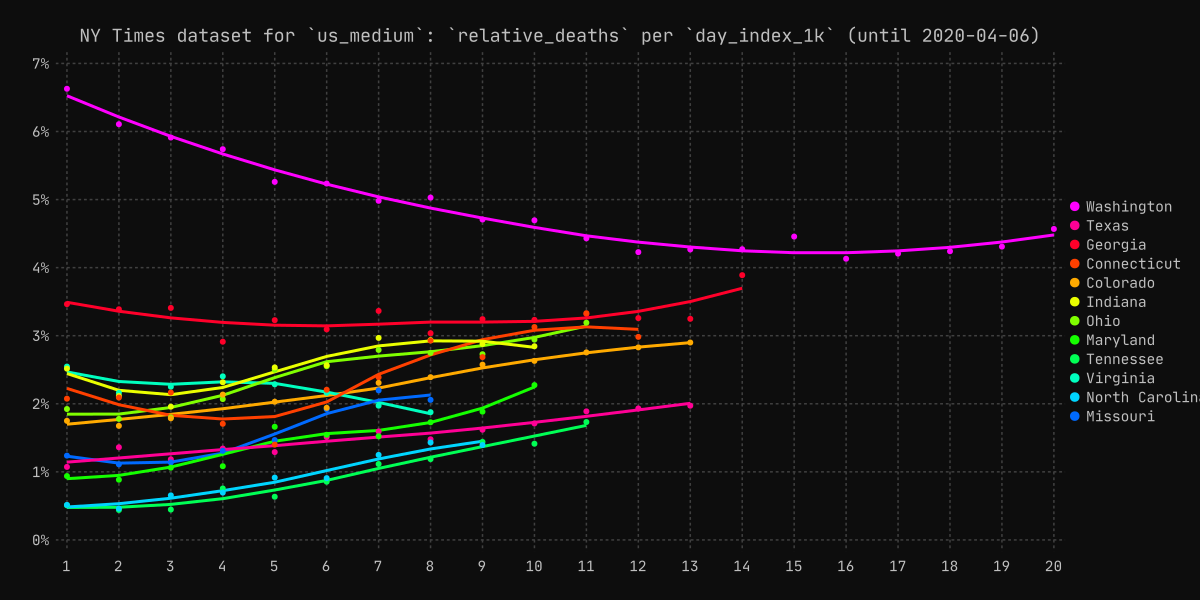 NY Times dataset for `us_medium`: `relative_deaths` per `day_index_1k` (until 2020-04-06)
7%
6%
5%
4%
3%
2%
1%
0%
1 2 3 4 5 6 7 8 9 10 11 12 13 14 15 16 17 18 19 20
Washington
Texas
Georgia
Connecticut
Colorado
Indiana
Ohio
Maryland
Tennessee
Virginia
North Carolina
Missouri